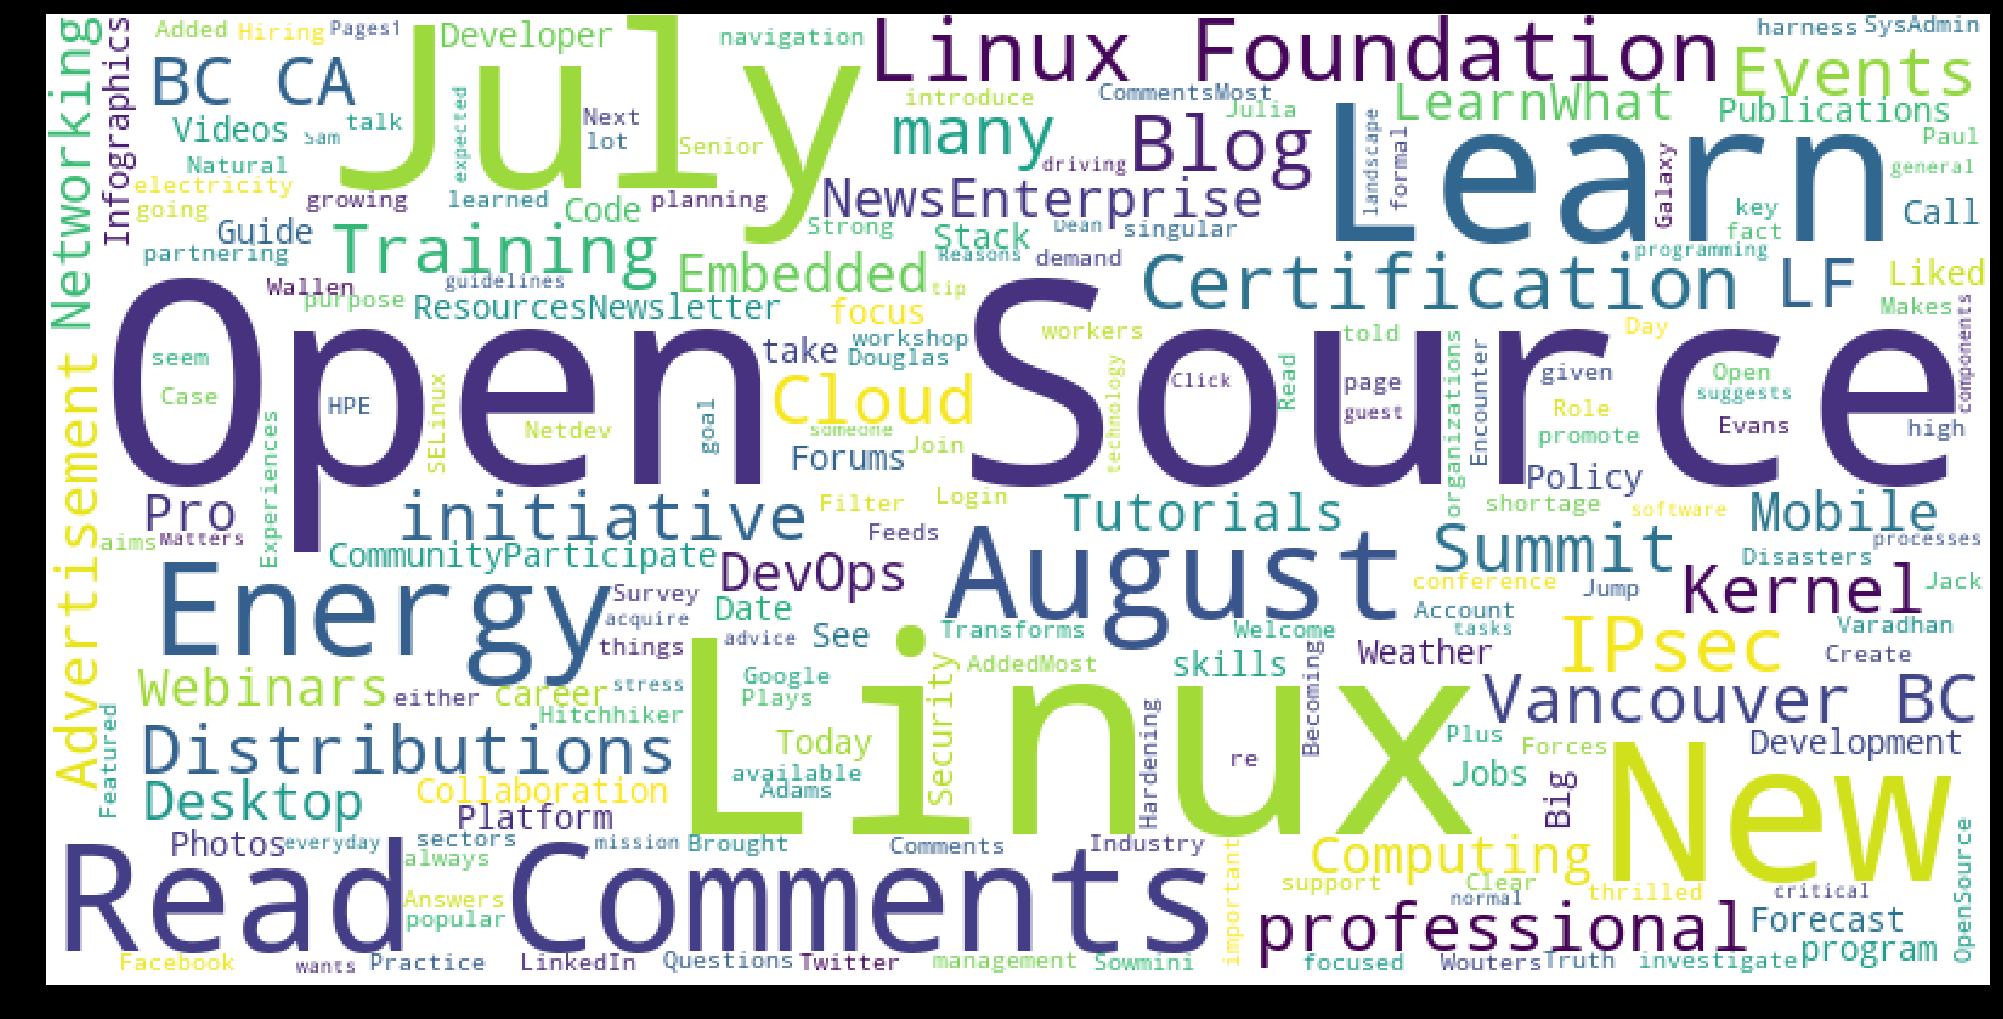 Added Hiring Pages1 Developer navigation Linux Foundation harness SysAdmin
Networking
Infographics
BC CA July Events
introduce CommentsMost Julia LearnWhat Publications
Videos Sam talk expected Next lot Senior many driving Blog landscape formal Learn Paul
Natural general
electricity growing learned Code planning NewsEnterprise Galaxy key Call
going fact
Guide Training Strong Stack Dean singular programming
partnering Embedded Reasons demand Certification LF Liked
Wallen guidelines tip
purpose ResourcesNewsletter focus workers told Day Makes
components
Open Source
seem take workshop Douglas technology Click Read page organizations Encounter given Open suggests
Case HPE Cloud guest Role
SELinux Netdev goal someone Join promote Evans high
Experiences Forums Policy
Advertisement
Pro initiative Filter Login Tutorials shortage software Mobile
aims Matters Feeds August Summit processes
CommunityParticipate DevOps conference Jump Disasters Kernel Jack
Energy Survey acquire Date See Account tasks Varadhan
things advice Transforms Welcome Weather IPsec Create
Webinars either career stress Google Plays AddedMost skills Becoming Vancouver BC
Featured Hitchhiker Security
Linux
Distributions Today Hardening re Plus Forces Development
available Adams Jobs
Desktop Collaboration Big New
Platform
Photos everyday sectors mission Brought Comments Industry OpenSource
always important Computing
Read Comments
Answers support Clear normal thrilled critical
popular professional Forecast
Facebook wants Practice LinkedIn Questions Twitter management Sowmini focused Wouters Truth investigate program